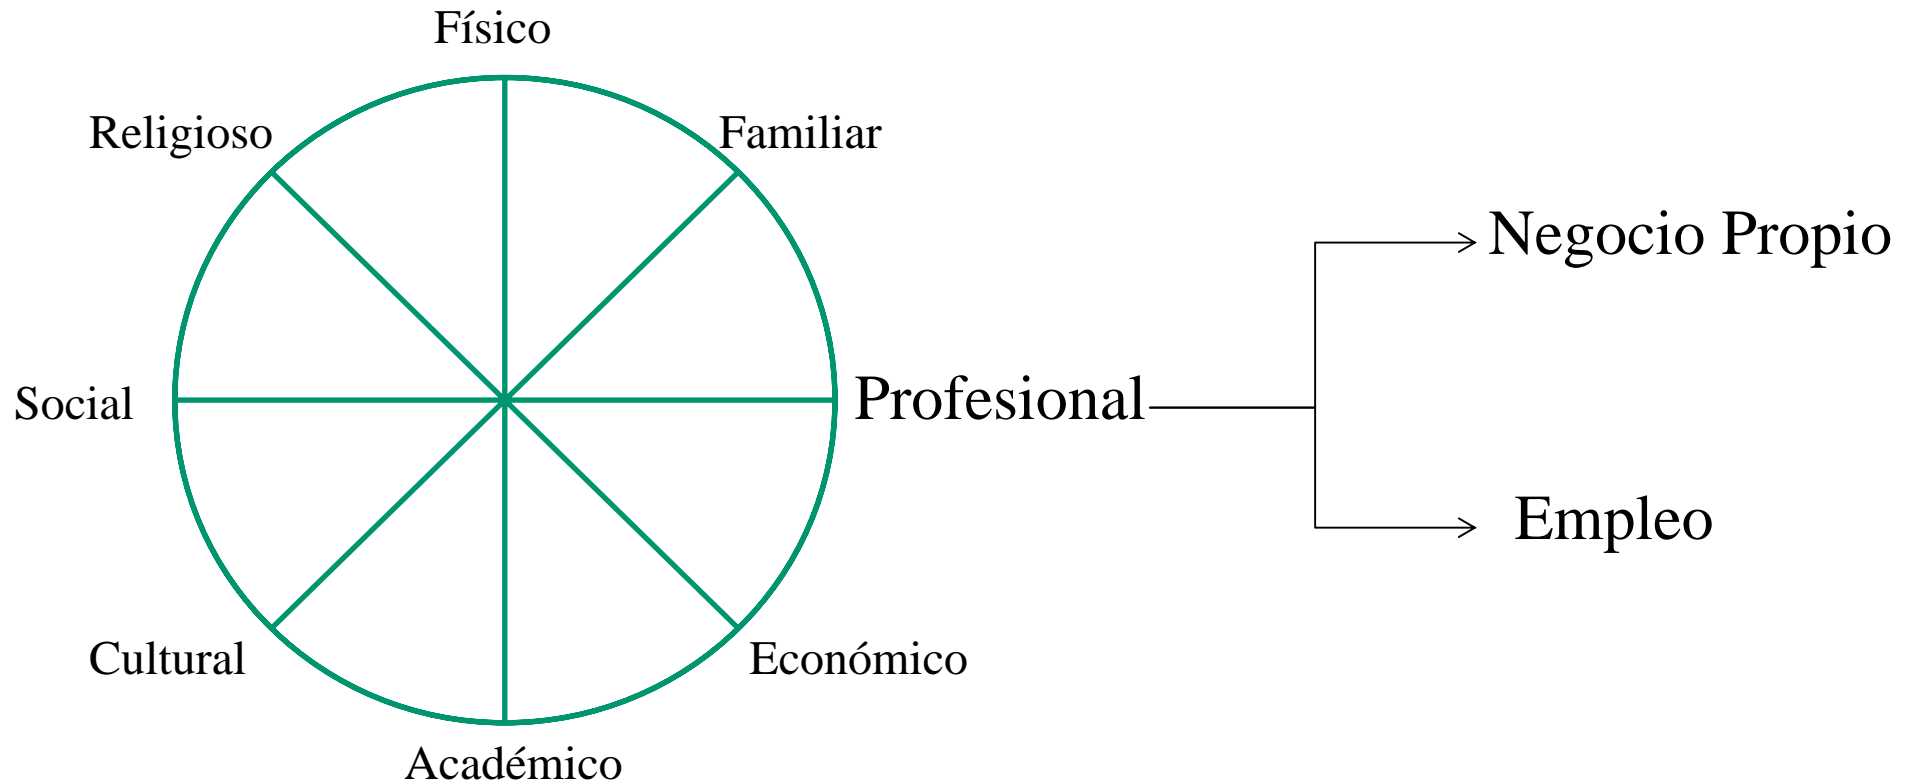 Físico
Religioso
Familiar
Negocio Propio
Social
Profesional
Empleo
Cultural
Económico
Académico